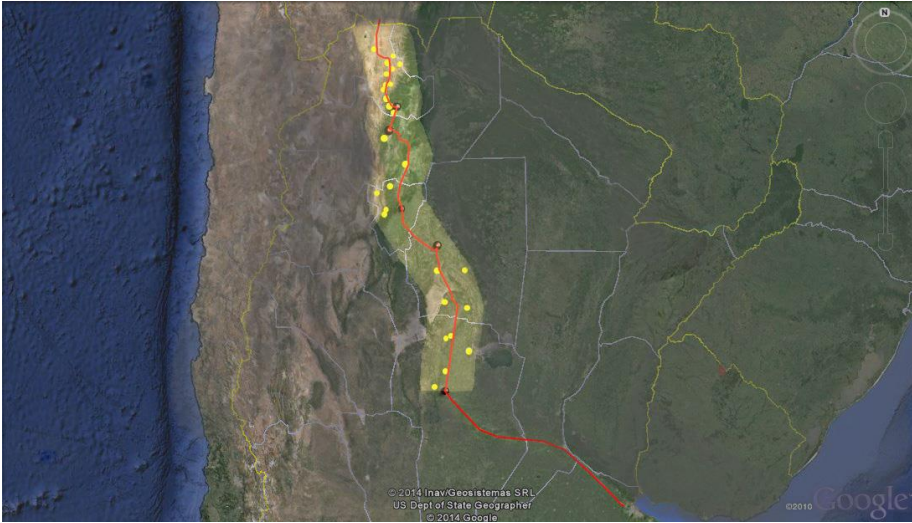 N
© 2014 Inav/Geosistemas SRL
US Dept of State Geographer
© 2014 Google
©2010 Google